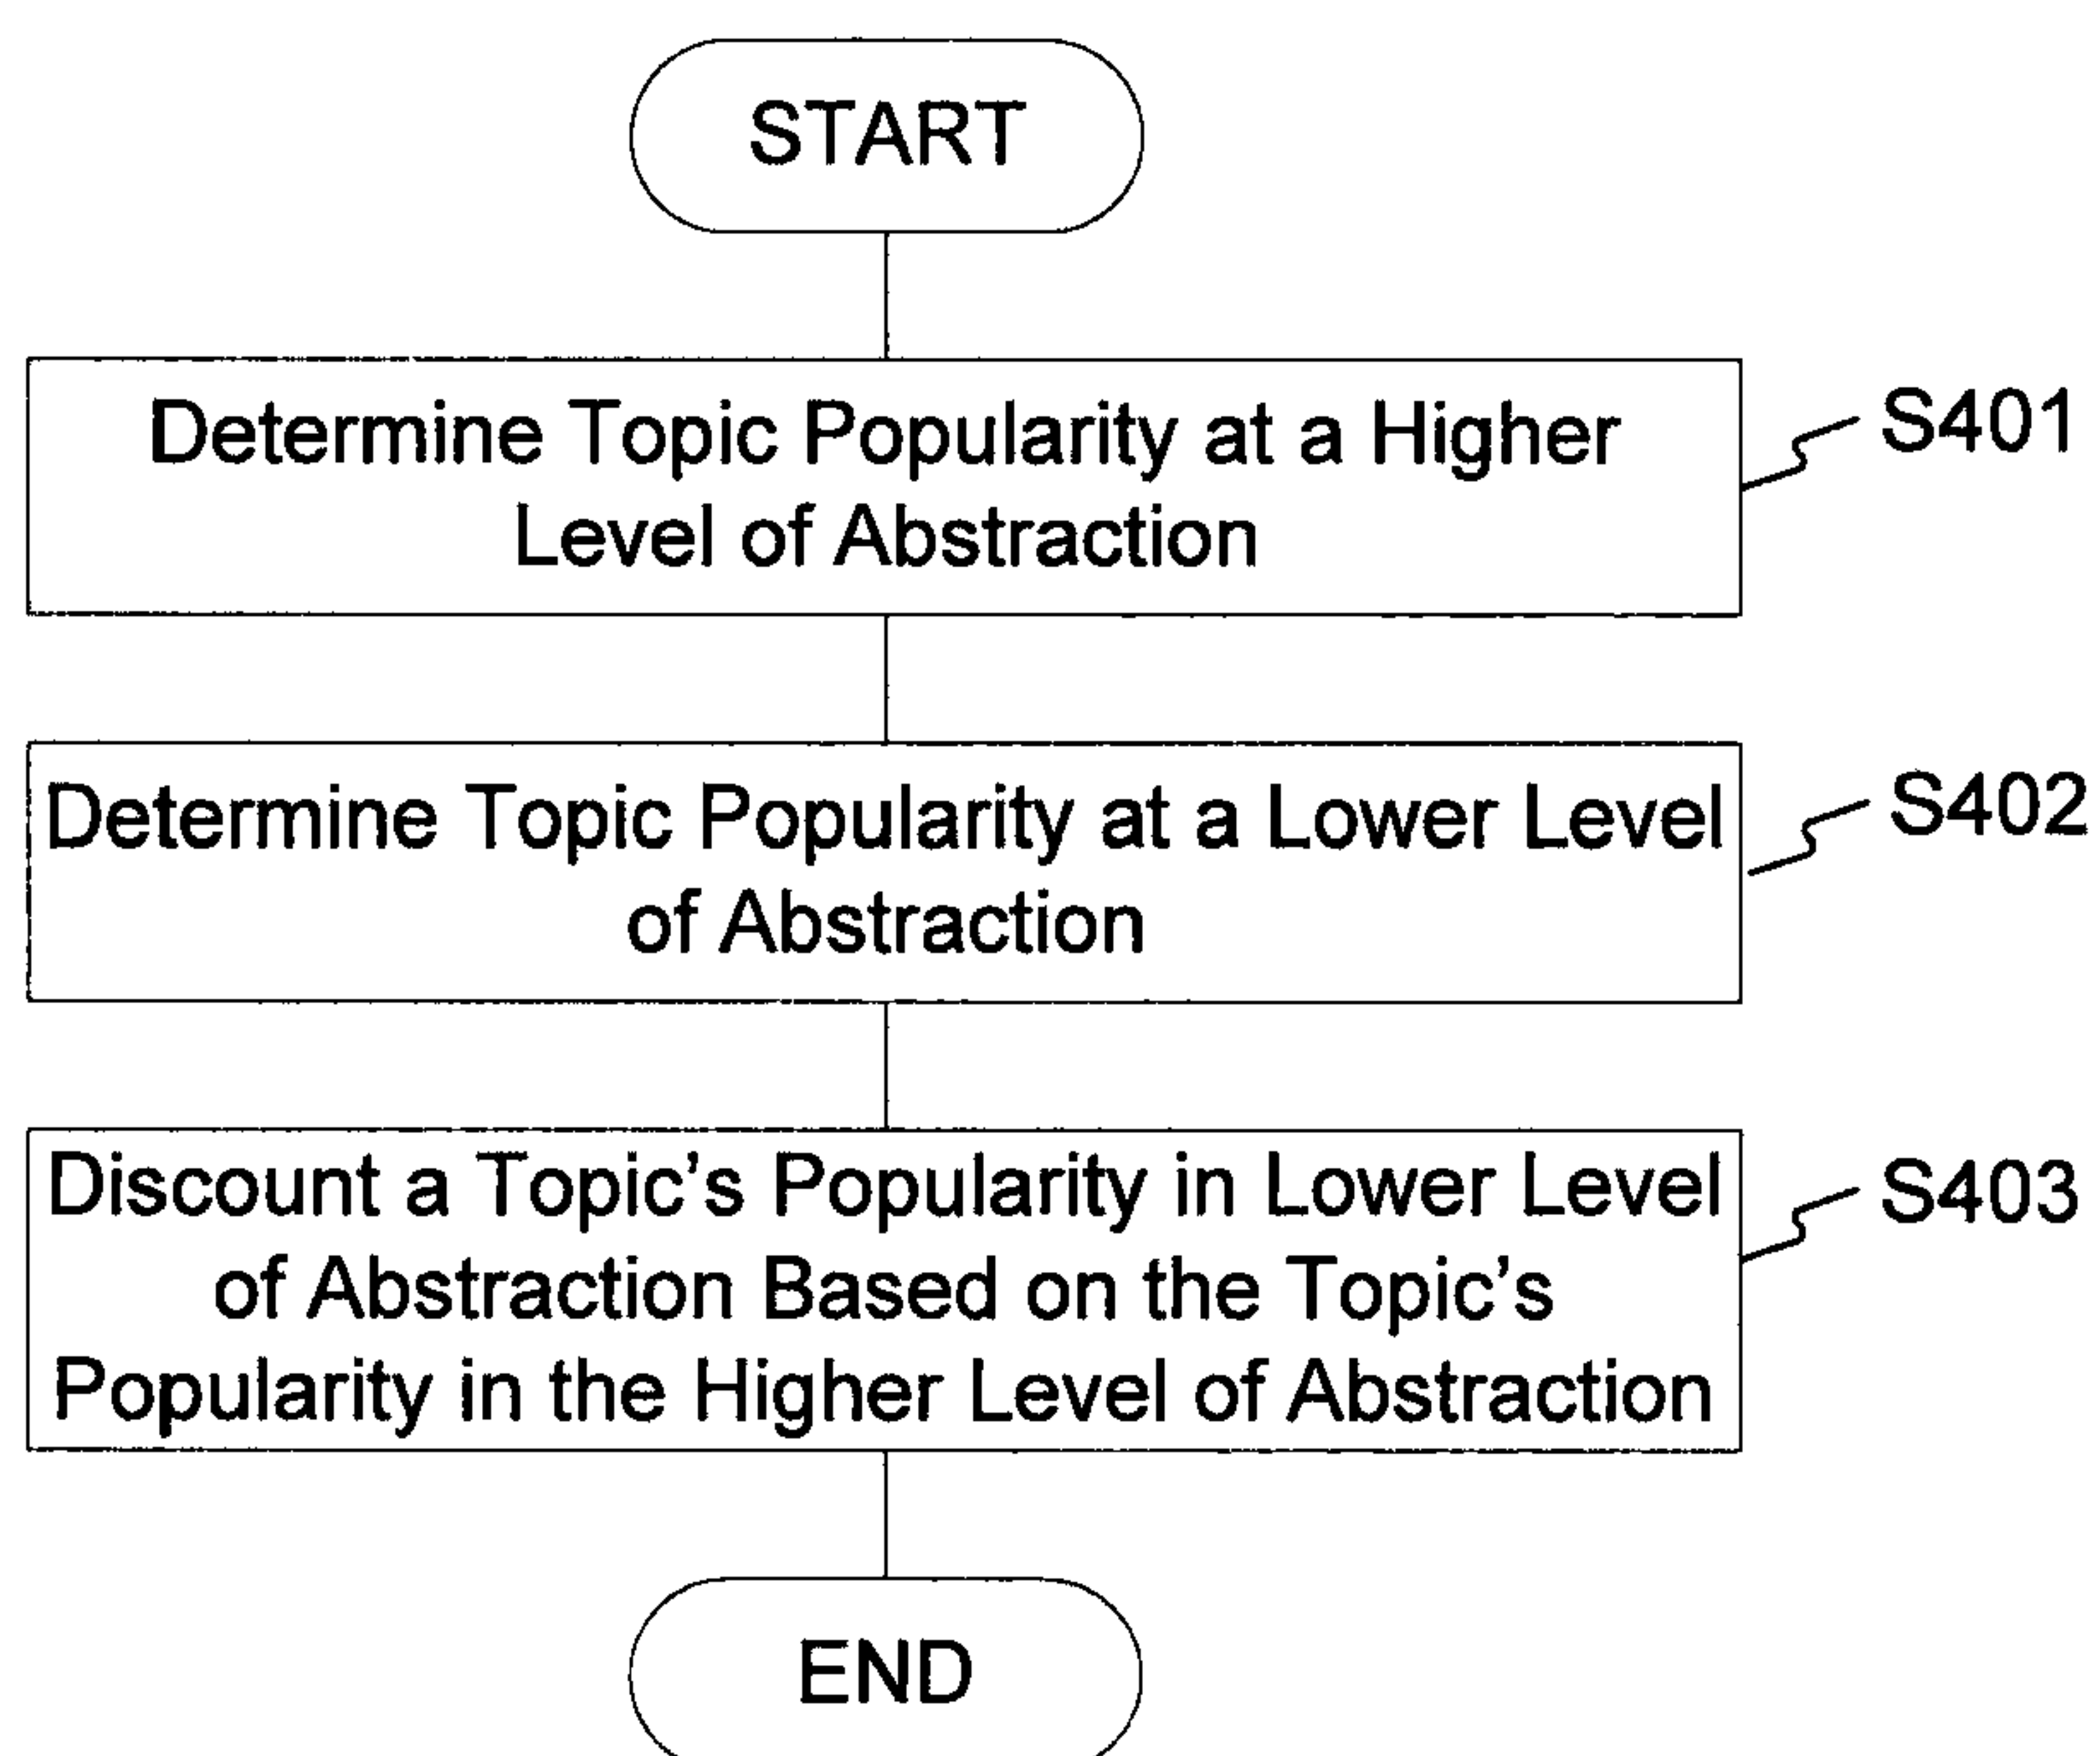 START
Determine Topic Popularity at a Higher
Level of Abstraction
S401
Determine Topic Popularity at a Lower Level
of Abstraction
S402
Discount a Topic’s Popularity in Lower Level
of Abstraction Based on the Topic’s
Popularity in the Higher Level of Abstraction
S403
END